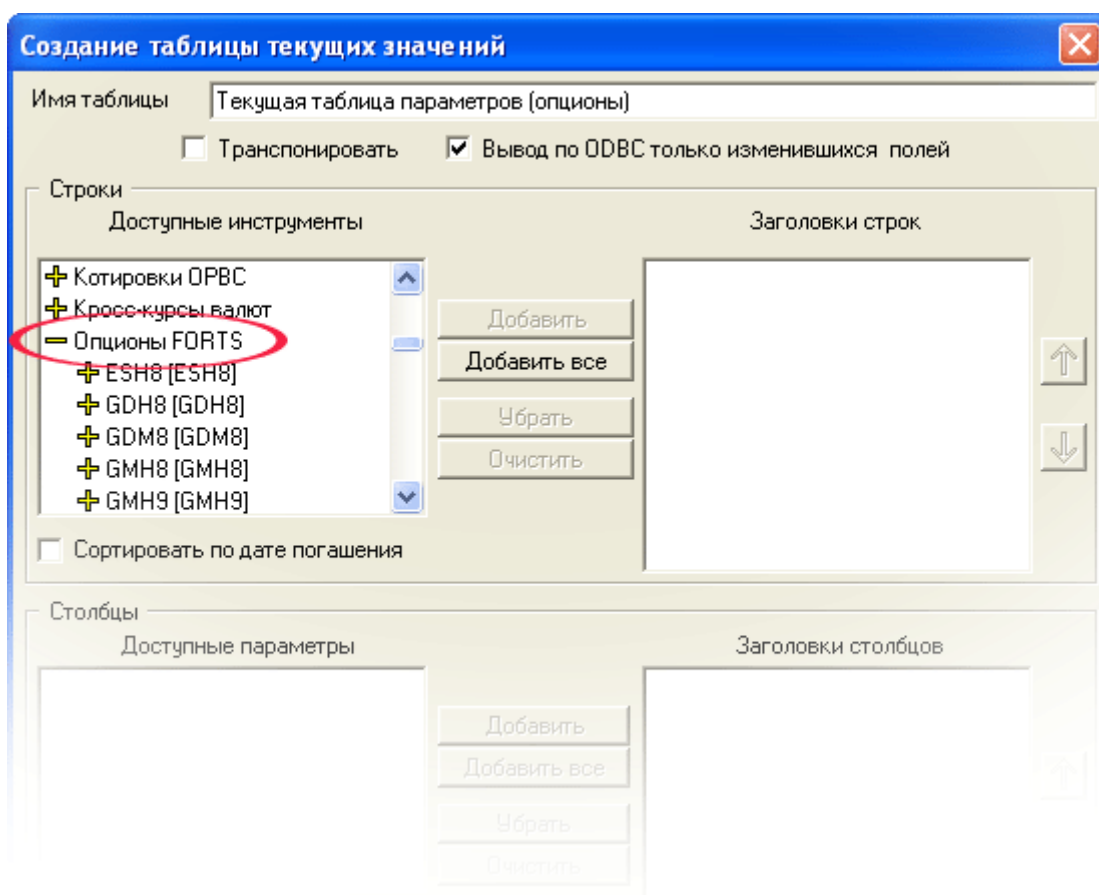 Создание таблицы текущих значений
Имя таблицы Текущая таблица параметров (опционы)
Транспонировать Вывод по ODBC только изменившихся полей
Строки
Доступные инструменты Заголовки строк
Котировки ОРВС
Кросс-курсы валют
Опционы FORTS
ESH8 [ESH8]
GDH8 [GDH8]
GDM8 [GDM8]
GMH8 [GMH8]
GMH9 [GMH9]
Добавить
Добавить все
Убрать
Очистить
Сортировать по дате погашения
Столбцы
Доступные параметры Заголовки столбцов
Добавить
Добавить все
Убрать
Очистить